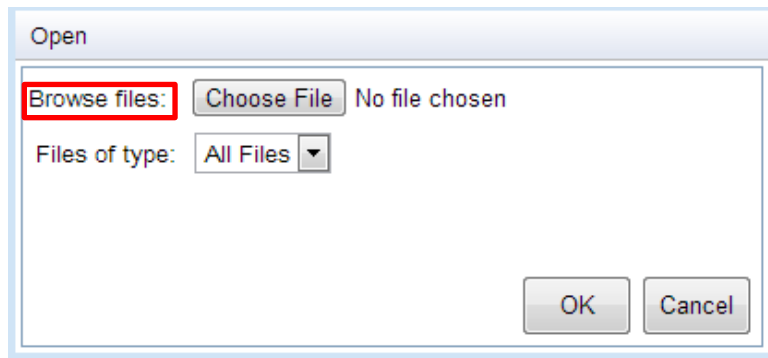 Open
Browse files: Choose File No file chosen
Files of type: All Files
OK Cancel